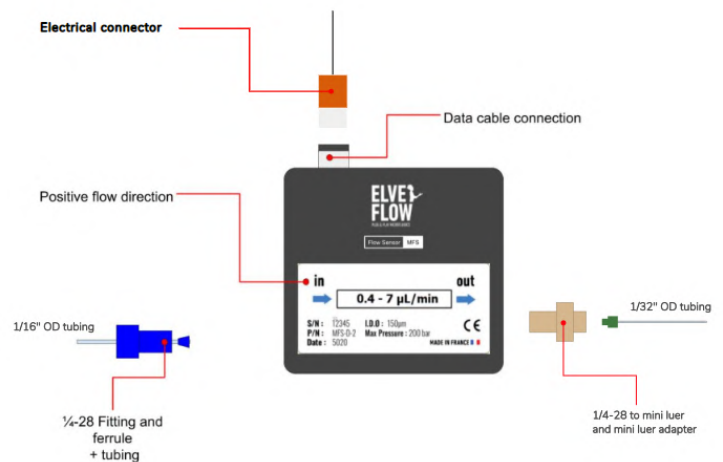 Electrical connector
Data cable connection
Positive flow direction
ELVE
FLOW
Flow Sensor MFS
in out
0.4 - 7 µL/min
S/N : 12345 I.D.Ø : 150µm
P/N : MFS-D-2 Max Pressure : 200 bar
Date : 5020 MADE IN FRANCE
CE
1/16" OD tubing
1/32" OD tubing
¼-28 Fitting and
ferrule
+ tubing
1/4-28 to mini luer
and mini luer adapter